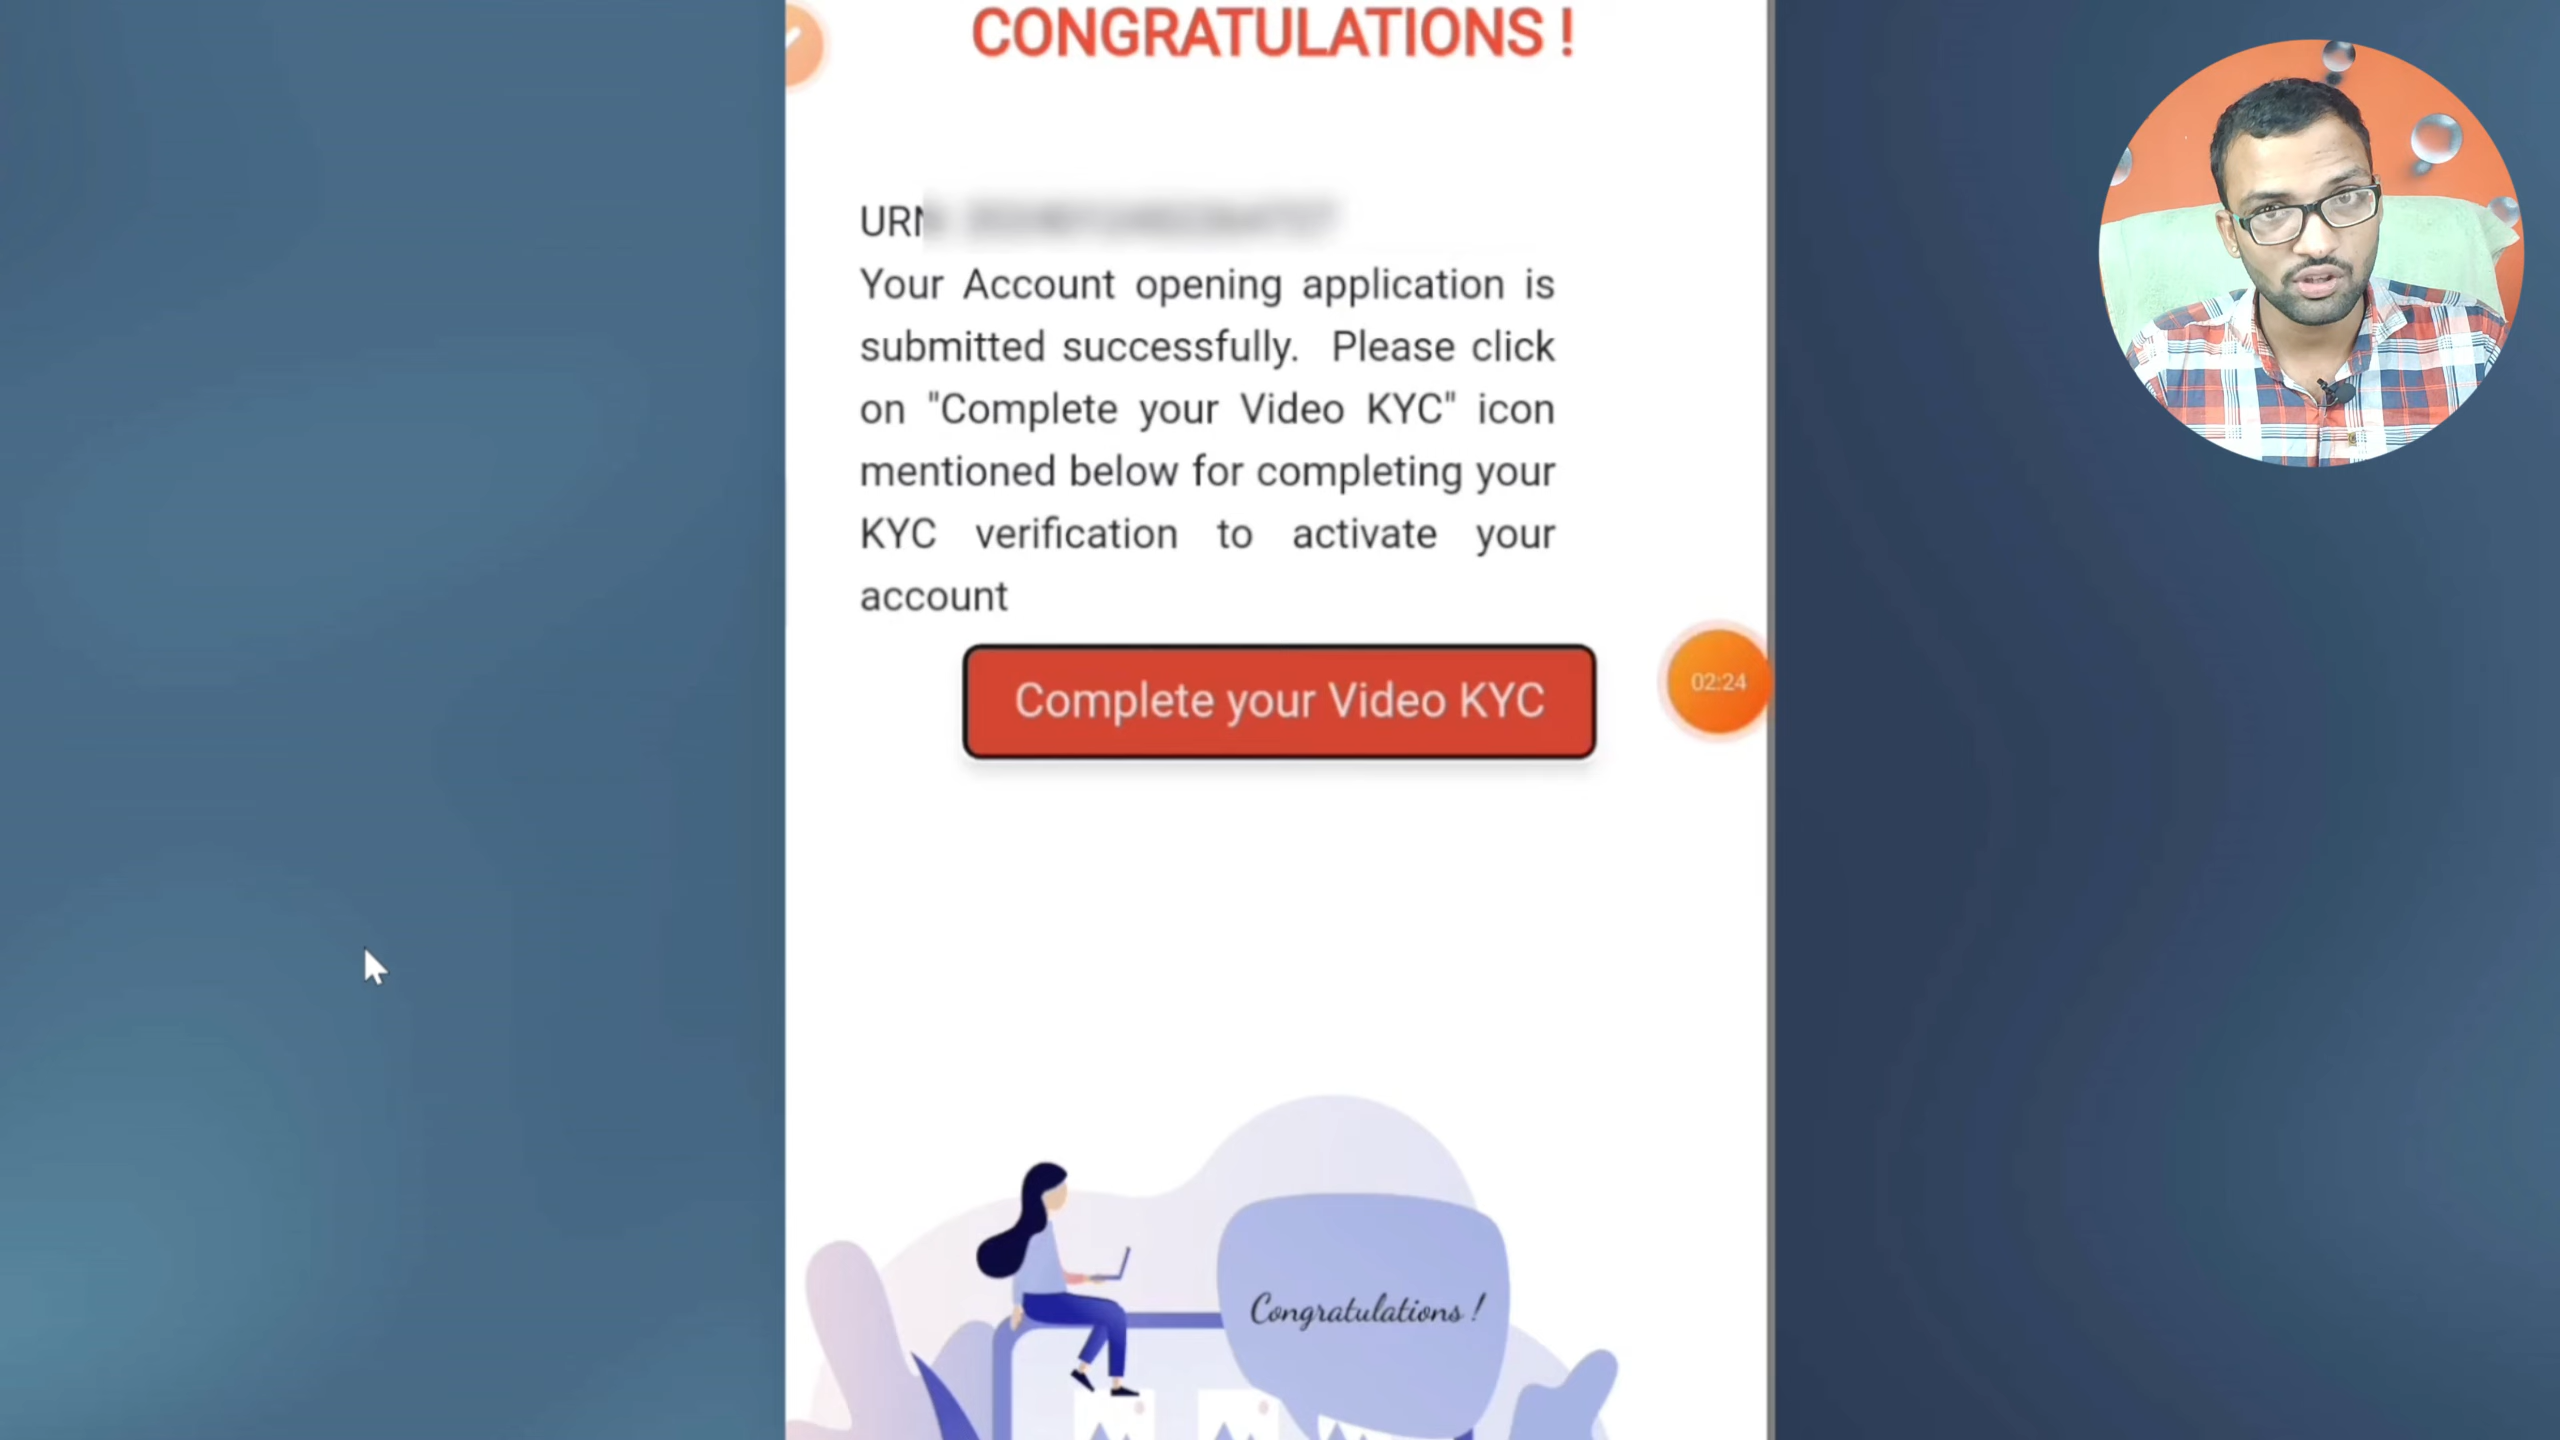 CONGRATULATIONS !
URN
Your Account opening application is
submitted successfully. Please click
on "Complete your Video KYC" icon
mentioned below for completing your
KYC verification to activate your
account
Complete your Video KYC
02:24
Congratulations !